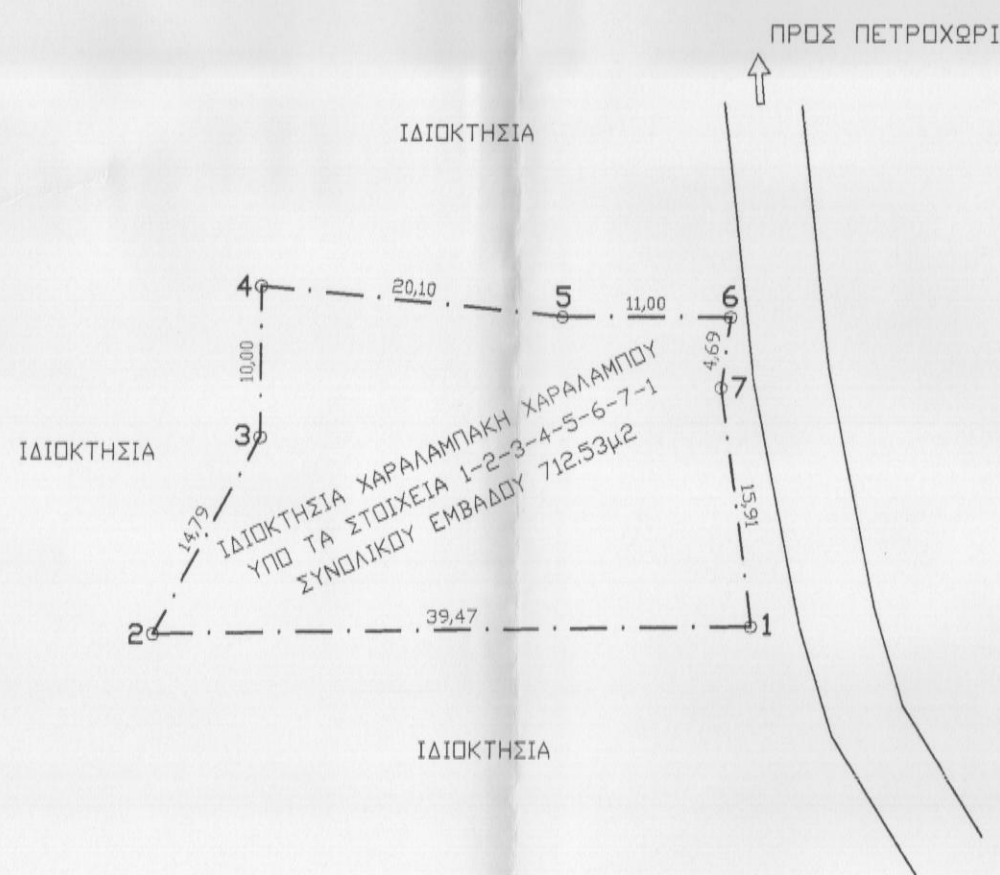 ΠΡΟΣ ΠΕΤΡΟΧΩΡΙ
ΙΔΙΟΚΤΗΣΙΑ
4
20,10
5
11,00
6
4,69
7
10,00
3
ΙΔΙΟΚΤΗΣΙΑ
ΙΔΙΟΚΤΗΣΙΑ ΧΑΡΑΛΑΜΠΑΚΗ ΧΑΡΑΛΑΜΠΟΥ
ΥΠΟ ΤΑ ΣΤΟΙΧΕΙΑ 1-2-3-4-5-6-7-1
ΣΥΝΟΛΙΚΟΥ ΕΜΒΑΔΟΥ 712.53μ2
14,79
15,91
2
39,47
1
ΙΔΙΟΚΤΗΣΙΑ